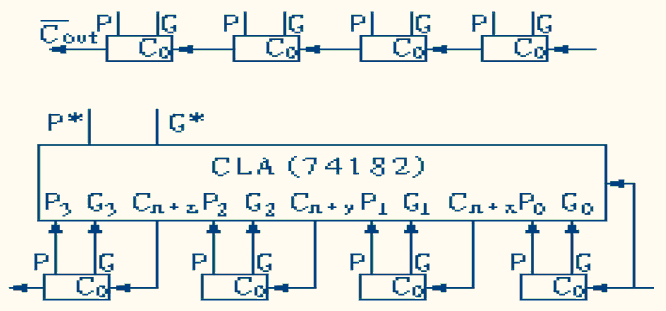 P G P G P G P G
C̅out C₀ C₀ C₀ C₀
P* G*
CLA (74182)
P₃ G₃ Cn+z P₂ G₂ Cn+y P₁ G₁ Cn+x P₀ G₀
P G P G P G P G
C₀ C₀ C₀ C₀